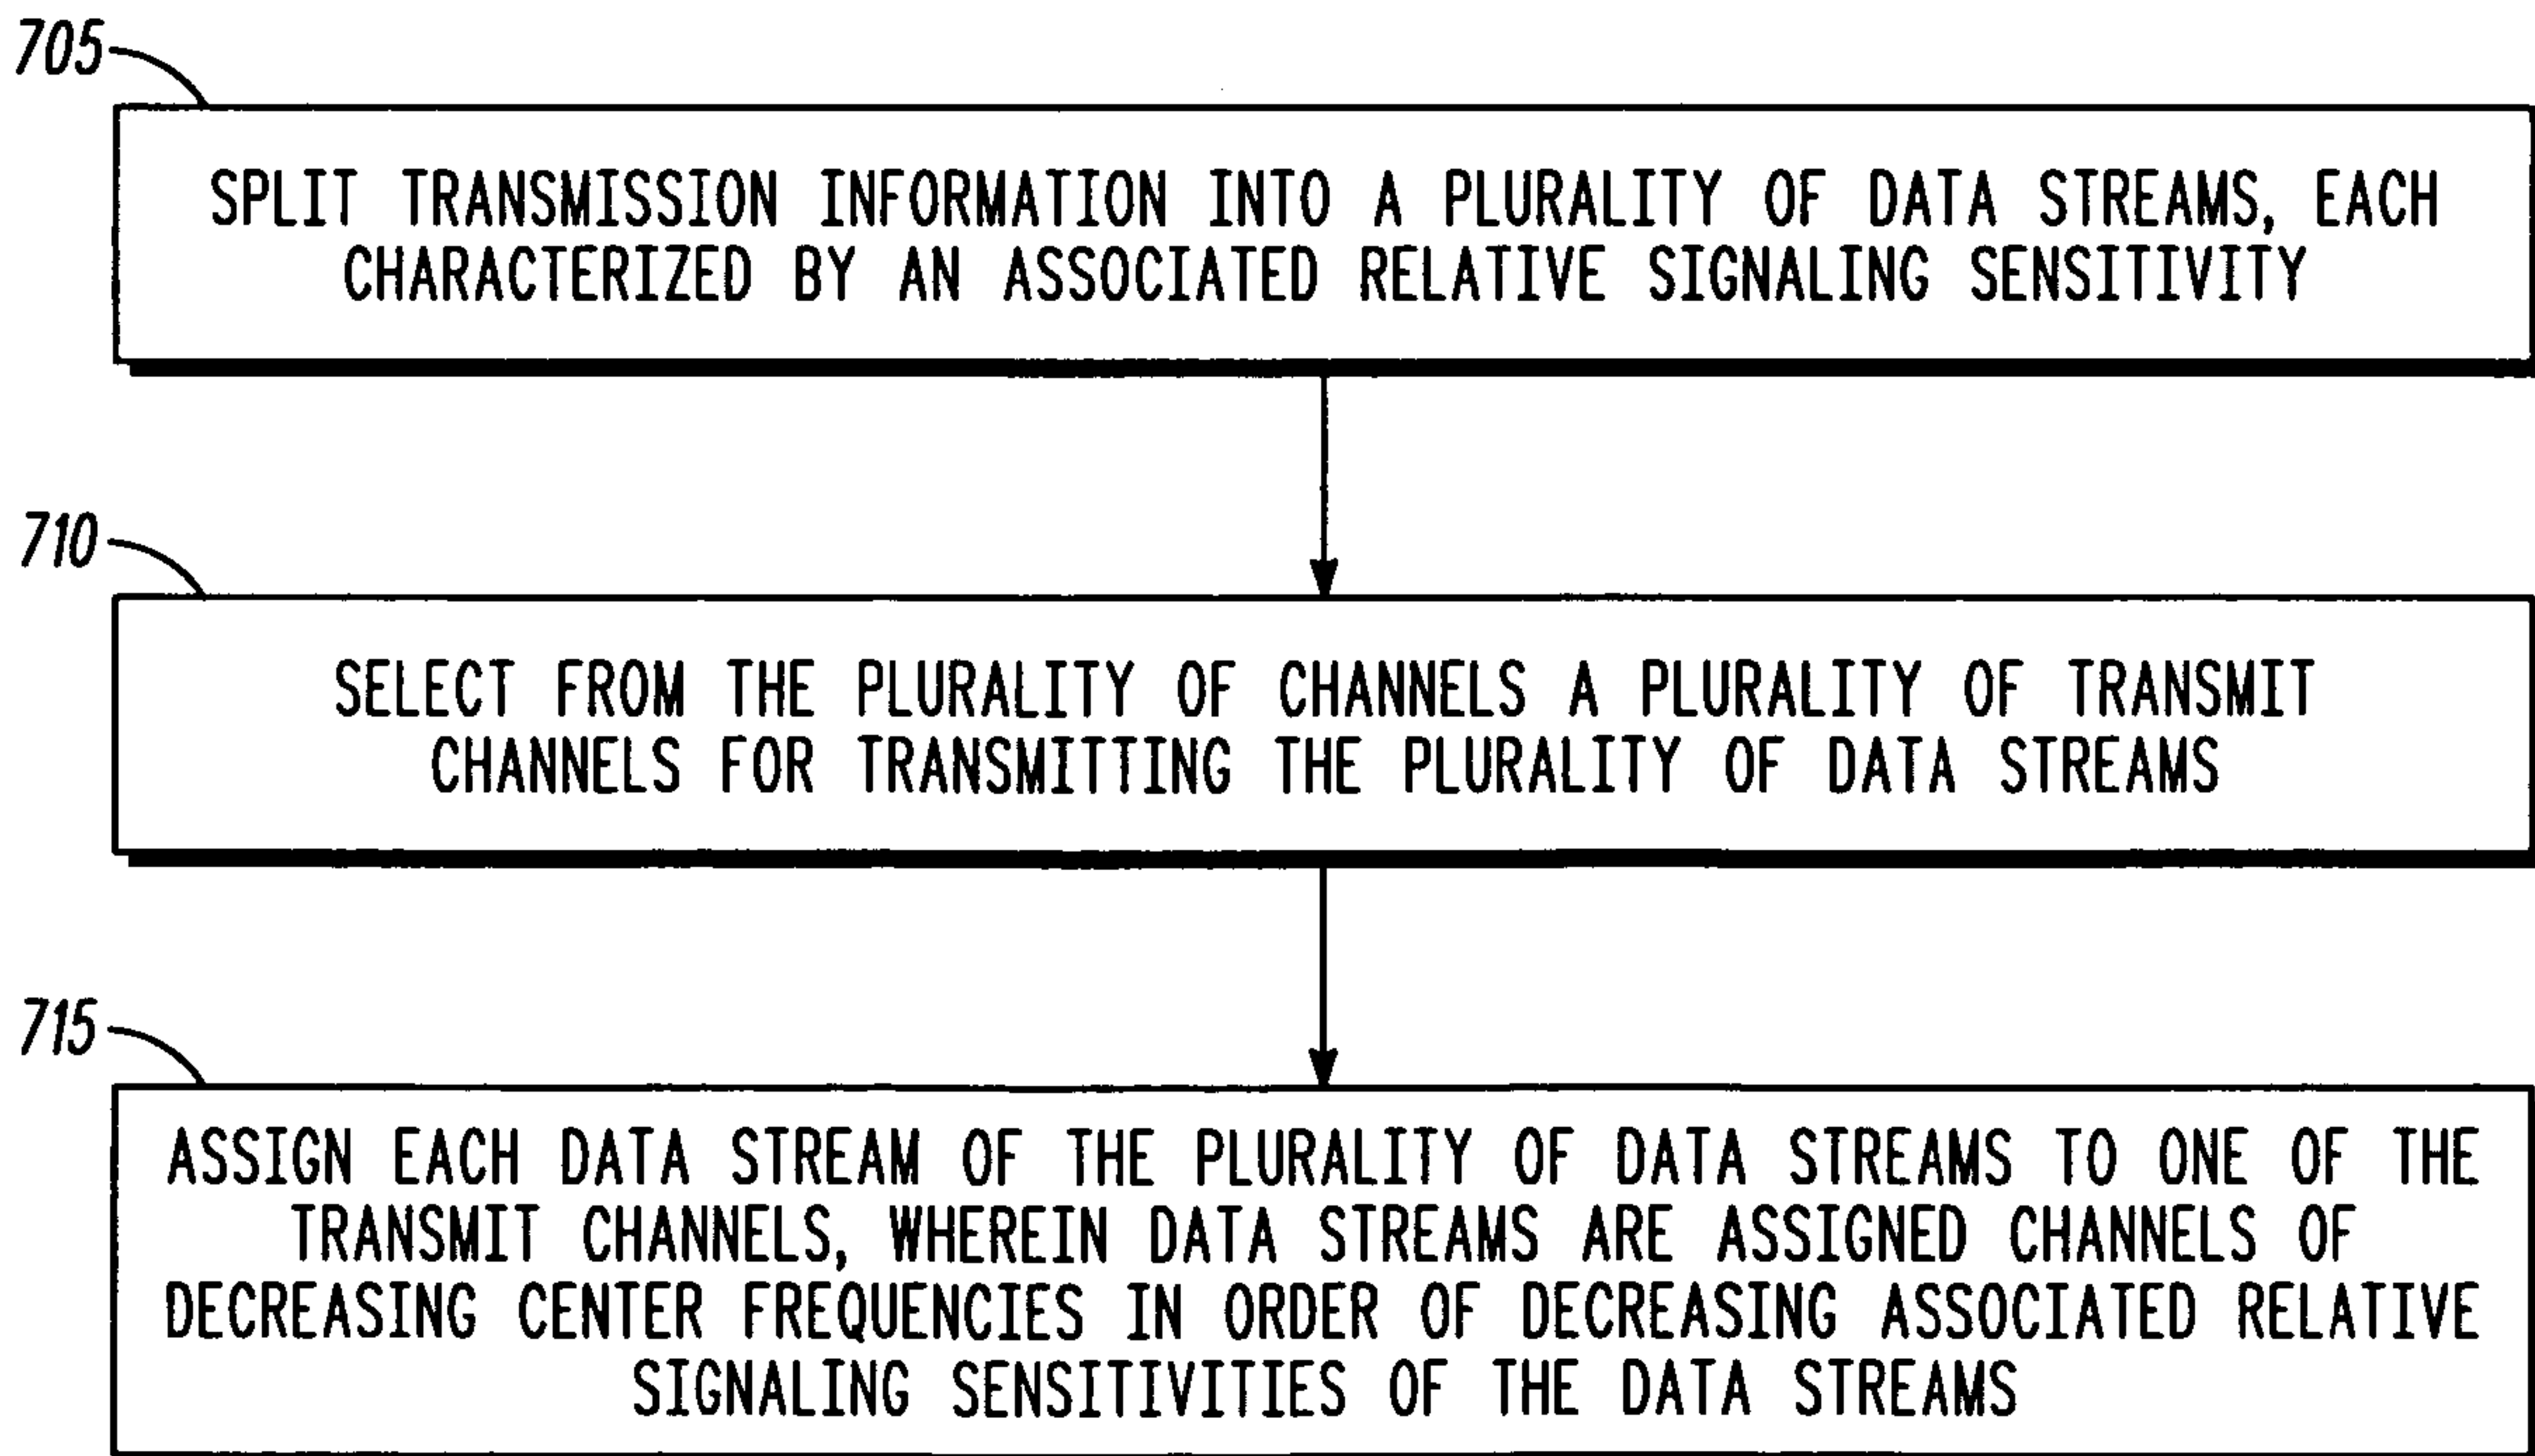 705
SPLIT TRANSMISSION INFORMATION INTO A PLURALITY OF DATA STREAMS, EACH
CHARACTERIZED BY AN ASSOCIATED RELATIVE SIGNALING SENSITIVITY
710
SELECT FROM THE PLURALITY OF CHANNELS A PLURALITY OF TRANSMIT
CHANNELS FOR TRANSMITTING THE PLURALITY OF DATA STREAMS
715
ASSIGN EACH DATA STREAM OF THE PLURALITY OF DATA STREAMS TO ONE OF THE
TRANSMIT CHANNELS, WHEREIN DATA STREAMS ARE ASSIGNED CHANNELS OF
DECREASING CENTER FREQUENCIES IN ORDER OF DECREASING ASSOCIATED RELATIVE
SIGNALING SENSITIVITIES OF THE DATA STREAMS